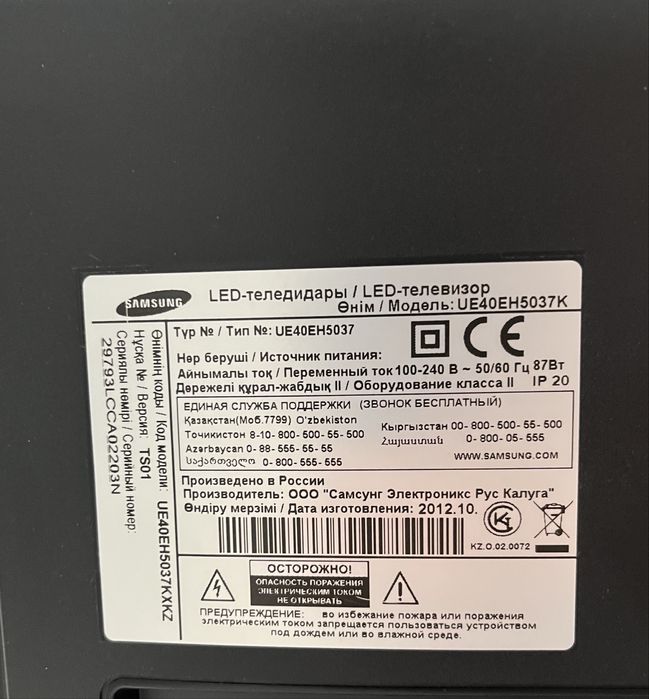 SAMSUNG
LED-теледидары / LED-телевизор
Өнім / Модель: UE40EH5037K
Түр № / Тип №: UE40EH5037
Нәр беруші / Источник питания:
Айнымалы ток / Переменный ток 100-240 В ~ 50/60 Гц 87Вт
Дәрежелі құрал-жабдық II / Оборудование класса II IP 20
ЕДИНАЯ СЛУЖБА ПОДДЕРЖКИ (ЗВОНОК БЕСПЛАТНЫЙ)
Қазақстан(Моб.7799) O'zbekiston
Точикистон 8-10-800-500-55-500
Azərbaycan 0-88-555-55-55
საქართველო 0-800-555-555
Кыргызстан 00-800-500-55-500
Հայաստան 0-800-05-555
WWW.SAMSUNG.COM
Произведено в России
Производитель: ООО "Самсунг Электроникс Рус Калуга"
Өндіру мерзімі / Дата изготовления: 2012.10.
KZ.O.02.0072
ОСТОРОЖНО!
ОПАСНОСТЬ ПОРАЖЕНИЯ
ЭЛЕКТРИЧЕСКИМ ТОКОМ
НЕ ОТКРЫВАТЬ
ПРЕДУПРЕЖДЕНИЕ: во избежание пожара или поражения
электрическим током запрещается пользоваться устройством
под дождем или во влажной среде.
Өнімнің коды / Код модели: UE40EH5037KXKZ
Нұска № / Версия: TS01
Сериялы нөмірі / Серийный номер:
29793LCCA02203N